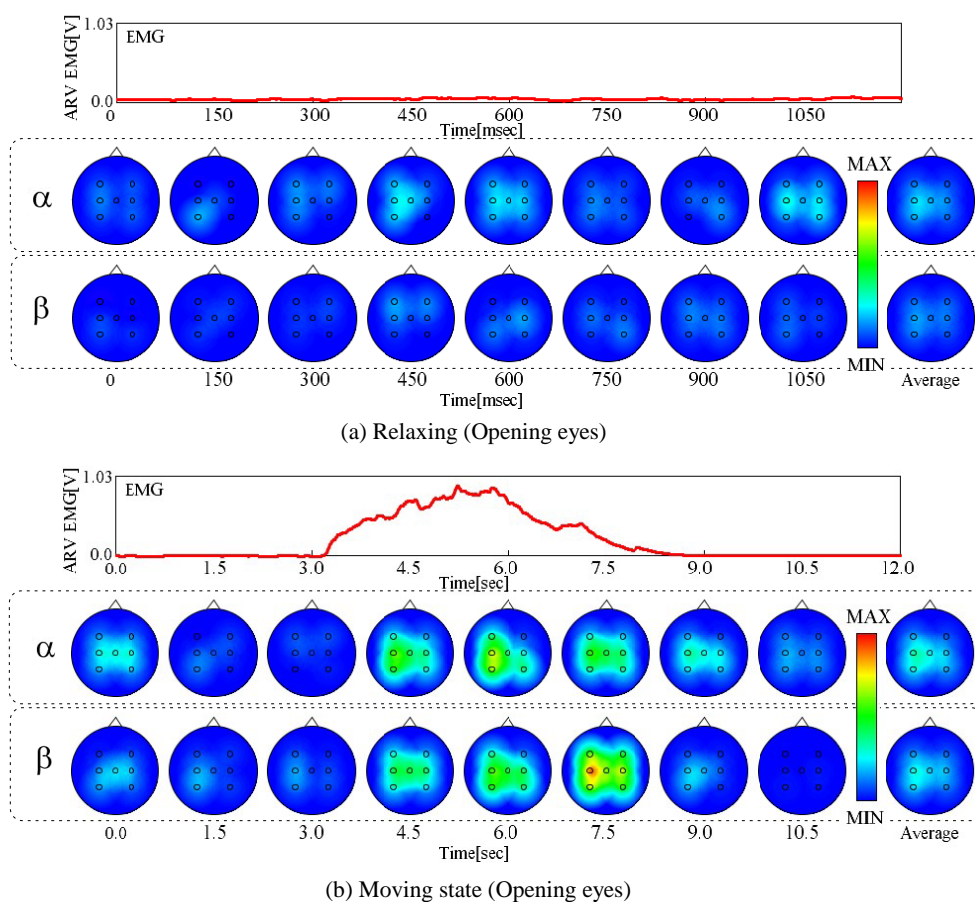 1.03
EMG
ARV EMG[V]
0.0
150 300 450 600 750 900 1050
Time[msec]
α
MAX
β
MIN
0 150 300 450 600 750 900 1050 Average
Time[msec]
(a) Relaxing (Opening eyes)
1.03
EMG
ARV EMG[V]
0.0
0.0 1.5 3.0 4.5 6.0 7.5 9.0 10.5 12.0
Time[sec]
α
MAX
β
MIN
0.0 1.5 3.0 4.5 6.0 7.5 9.0 10.5 Average
Time[sec]
(b) Moving state (Opening eyes)